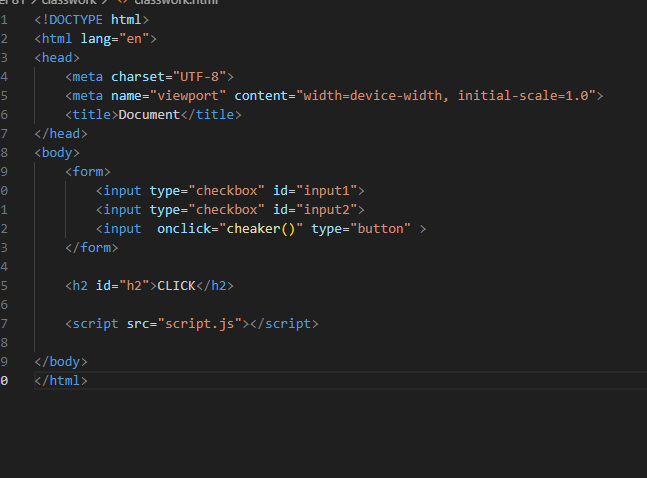 classwork > <> classwork.html
1 <!DOCTYPE html>
2 <html lang="en">
3 <head>
4     <meta charset="UTF-8">
5     <meta name="viewport" content="width=device-width, initial-scale=1.0">
6     <title>Document</title>
7 </head>
8 <body>
9     <form>
0         <input type="checkbox" id="input1">
1         <input type="checkbox" id="input2">
2         <input  onclick="cheaker()" type="button" >
3     </form>
4
5     <h2 id="h2">CLICK</h2>
6
7     <script src="script.js"></script>
8
9 </body>
0 </html>